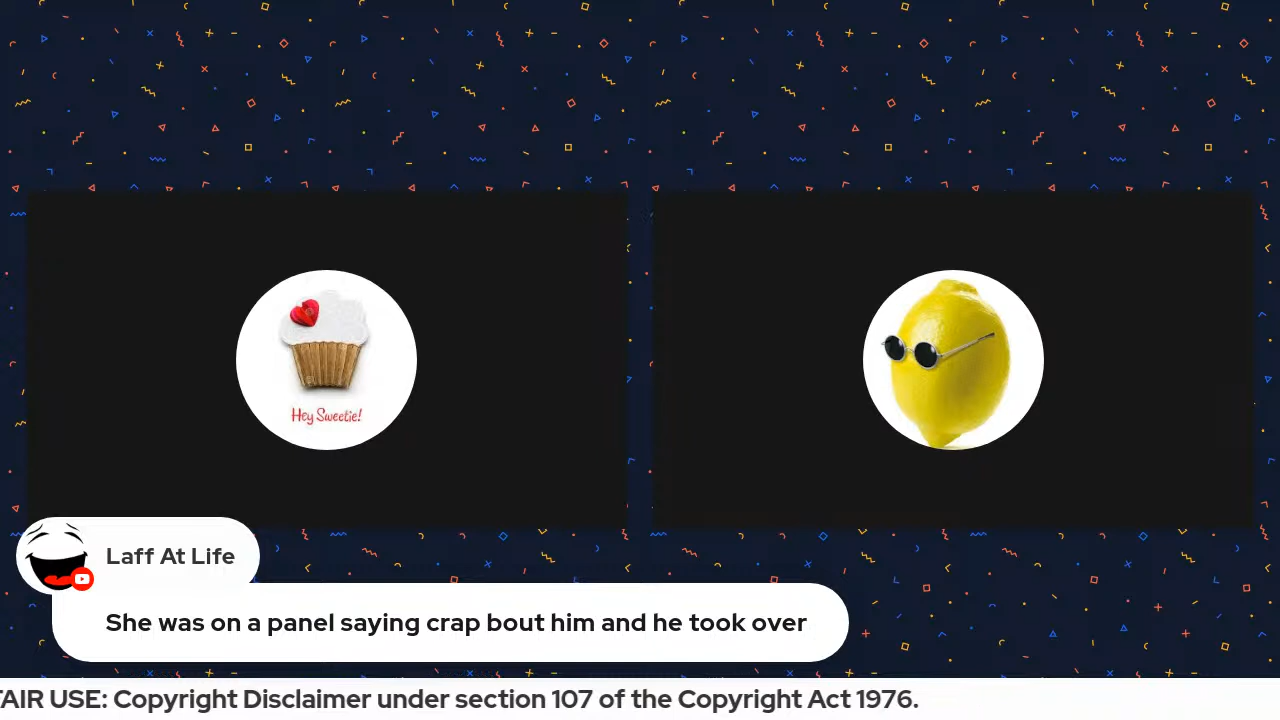 Hey Sweetie!
Laff At Life
She was on a panel saying crap bout him and he took over
FAIR USE: Copyright Disclaimer under section 107 of the Copyright Act 1976.